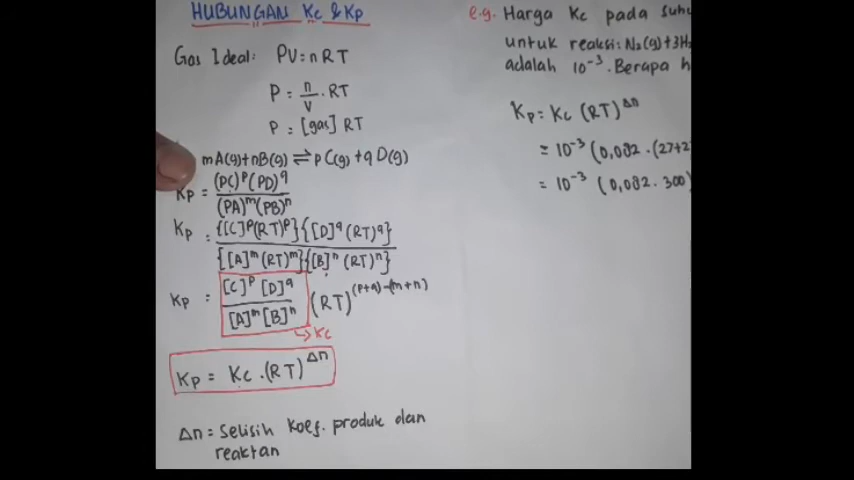 HUBUNGAN Kc & Kp
Gas Ideal: PV = n RT
P = n/V . RT
P = [gas] RT
mA(g)+nB(g) ⇌ pC(g)+qD(g)
Kp = (PC)^p (PD)^q / (PA)^m (PB)^n
Kp = {[C]^p (RT)^p} {[D]^q (RT)^q} / {[A]^m (RT)^m} {[B]^n (RT)^n}
Kp = [C]^p [D]^q / [A]^m [B]^n (RT)^(p+q)-(m+n)
↳ Kc
Kp = Kc . (RT)^Δn
Δn = selisih koef. produk dan
reaktan
e.g. Harga Kc pada suhu
untuk reaksi: N₂(g)+3H₂
adalah 10⁻³. Berapa h
Kp = Kc (RT)^Δn
= 10⁻³ (0,082 . (27+2
= 10⁻³ (0,082 . 300)